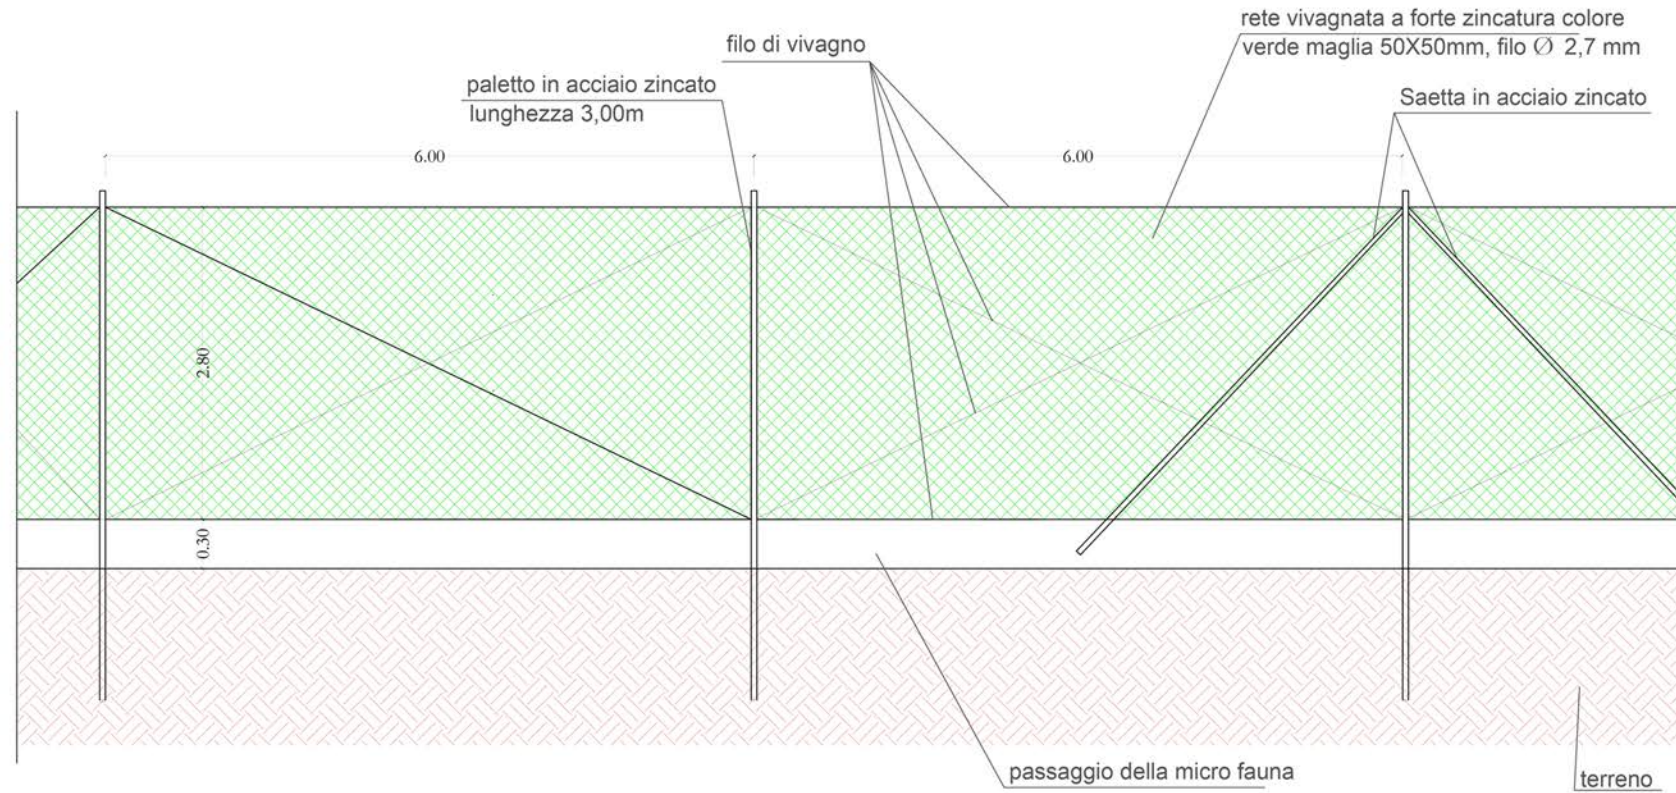 rete vivagnata a forte zincatura colore
verde maglia 50X50mm, filo Ø 2,7 mm
filo di vivagno
paletto in acciaio zincato
lunghezza 3,00m
Saetta in acciaio zincato
6.00
6.00
2.80
0.30
passaggio della micro fauna
terreno